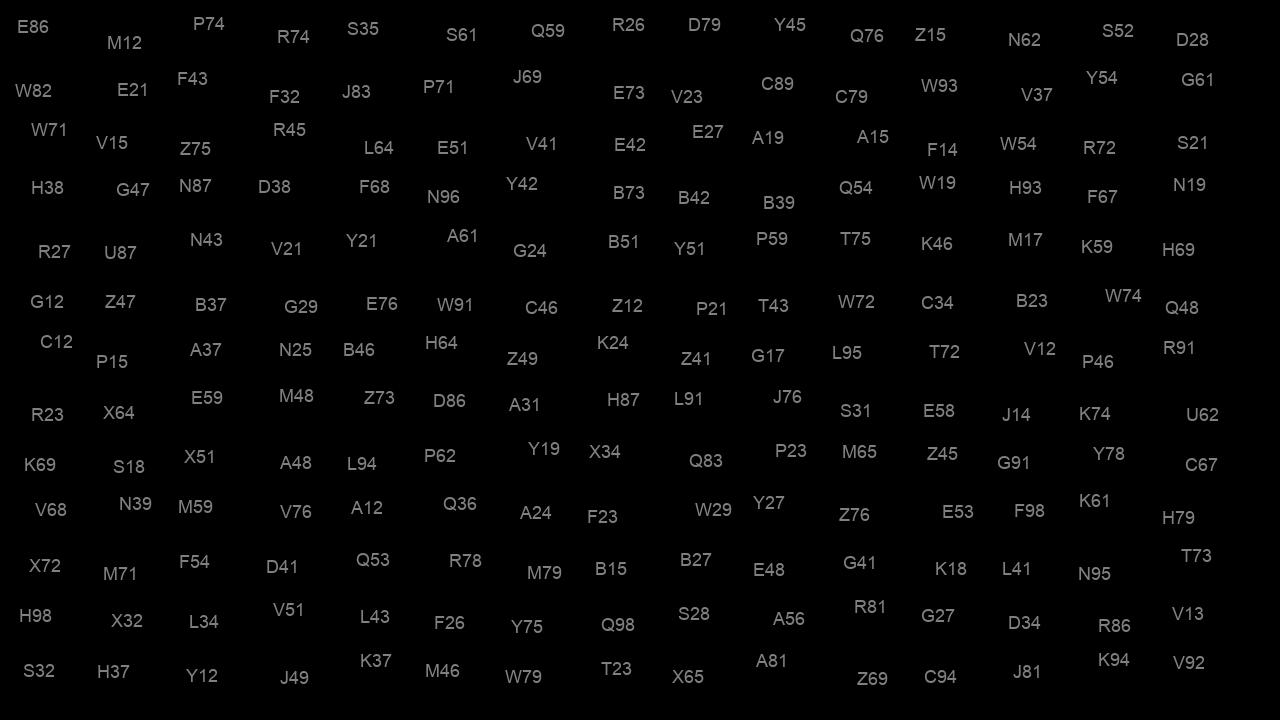 E86 M12 P74 R74 S35 S61 Q59 R26 D79 Y45 Q76 Z15 N62 S52 D28
W82 E21 F43 F32 J83 P71 J69 E73 V23 C89 C79 W93 V37 Y54 G61
W71 V15 Z75 R45 L64 E51 V41 E42 E27 A19 A15 F14 W54 R72 S21
H38 G47 N87 D38 F68 N96 Y42 B73 B42 B39 Q54 W19 H93 F67 N19
R27 U87 N43 V21 Y21 A61 G24 B51 Y51 P59 T75 K46 M17 K59 H69
G12 Z47 B37 G29 E76 W91 C46 Z12 P21 T43 W72 C34 B23 W74 Q48
C12 P15 A37 N25 B46 H64 Z49 K24 Z41 G17 L95 T72 V12 P46 R91
R23 X64 E59 M48 Z73 D86 A31 H87 L91 J76 S31 E58 J14 K74 U62
K69 S18 X51 A48 L94 P62 Y19 X34 Q83 P23 M65 Z45 G91 Y78 C67
V68 N39 M59 V76 A12 Q36 A24 F23 W29 Y27 Z76 E53 F98 K61 H79
X72 M71 F54 D41 Q53 R78 M79 B15 B27 E48 G41 K18 L41 N95 T73
H98 X32 L34 V51 L43 F26 Y75 Q98 S28 A56 R81 G27 D34 R86 V13
S32 H37 Y12 J49 K37 M46 W79 T23 X65 A81 Z69 C94 J81 K94 V92